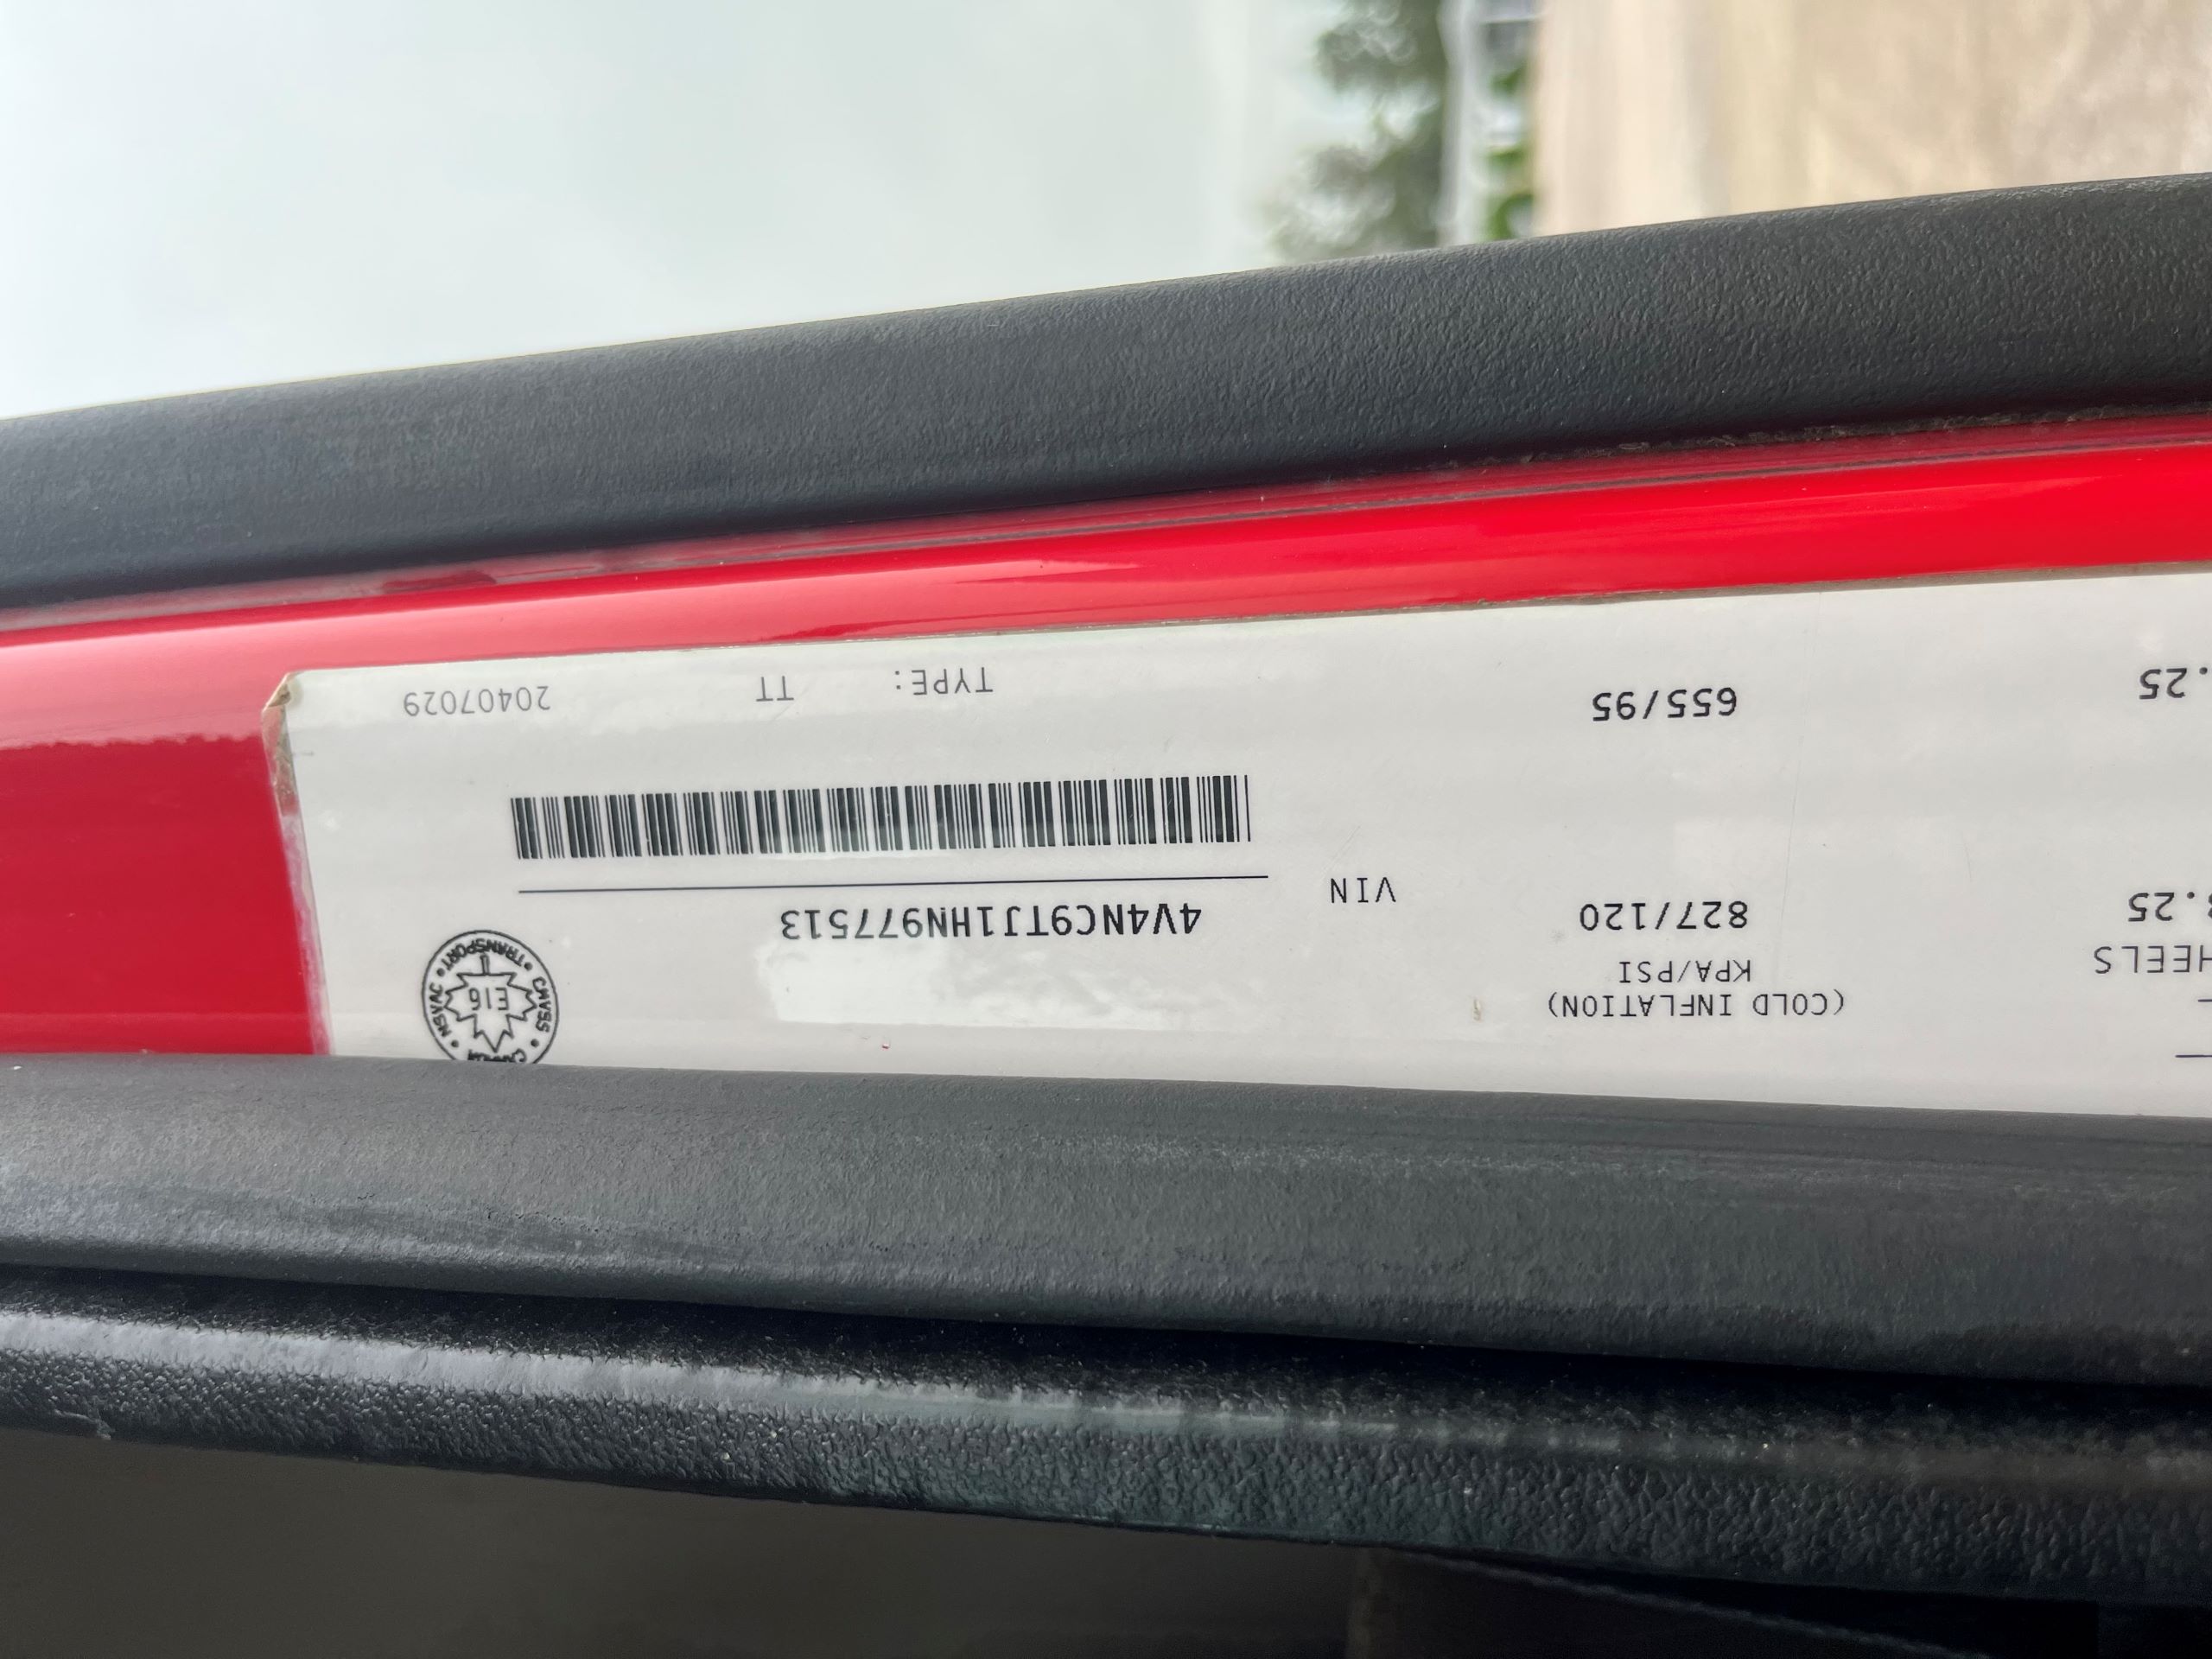 HEELS
.25
.25
(COLD INFLATION)
KPA/PSI
827/120
655/95
VIN
4V4NC9TJ1HN977513
TYPE: TT 20407029
CMVSS • TRANSPORT • NSVAC
E16